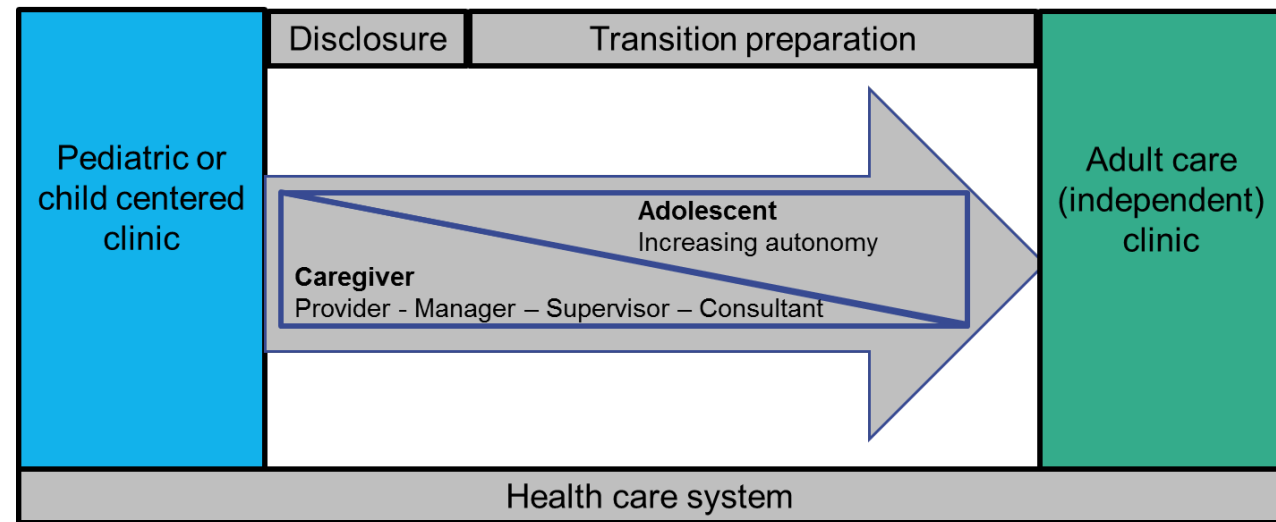 Disclosure
Transition preparation
Pediatric or
child centered
clinic
Adolescent
Increasing autonomy
Caregiver
Provider - Manager – Supervisor – Consultant
Adult care
(independent)
clinic
Health care system